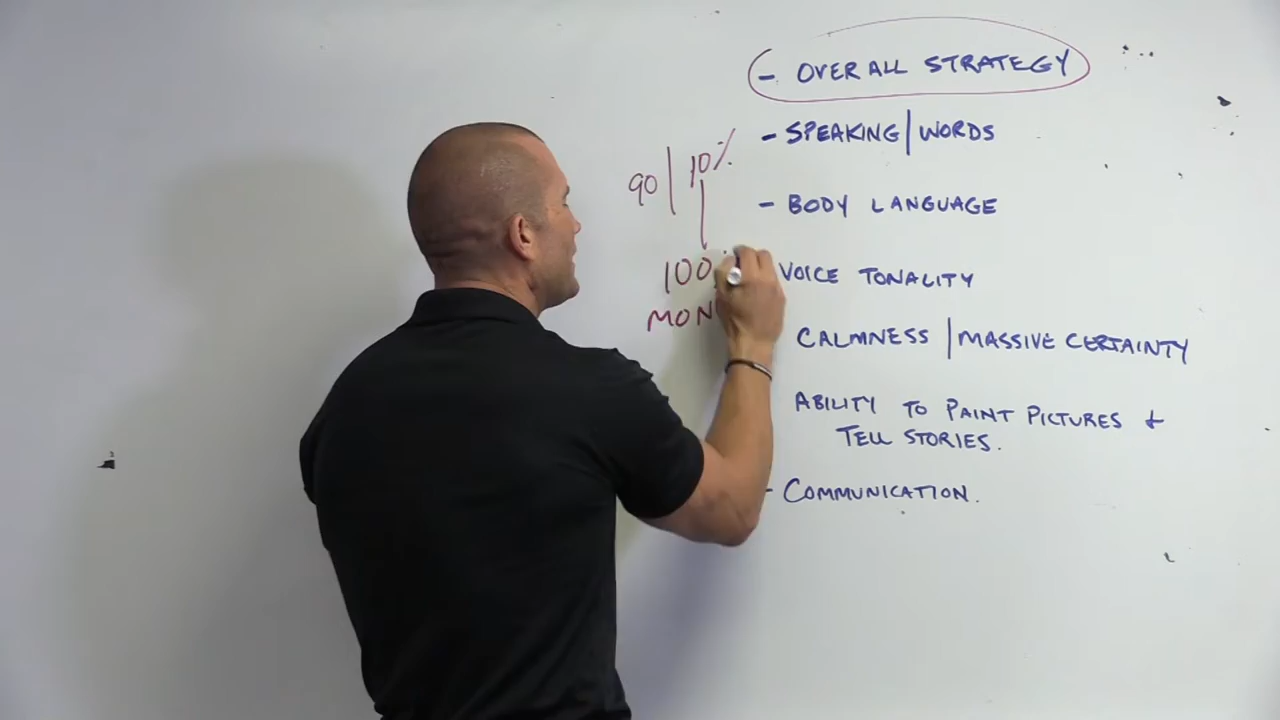 - OVERALL STRATEGY
- SPEAKING/WORDS
90 | 10%
- BODY LANGUAGE
100
VOICE TONALITY
MON
CALMNESS / MASSIVE CERTAINTY
ABILITY TO PAINT PICTURES +
TELL STORIES.
- COMMUNICATION.